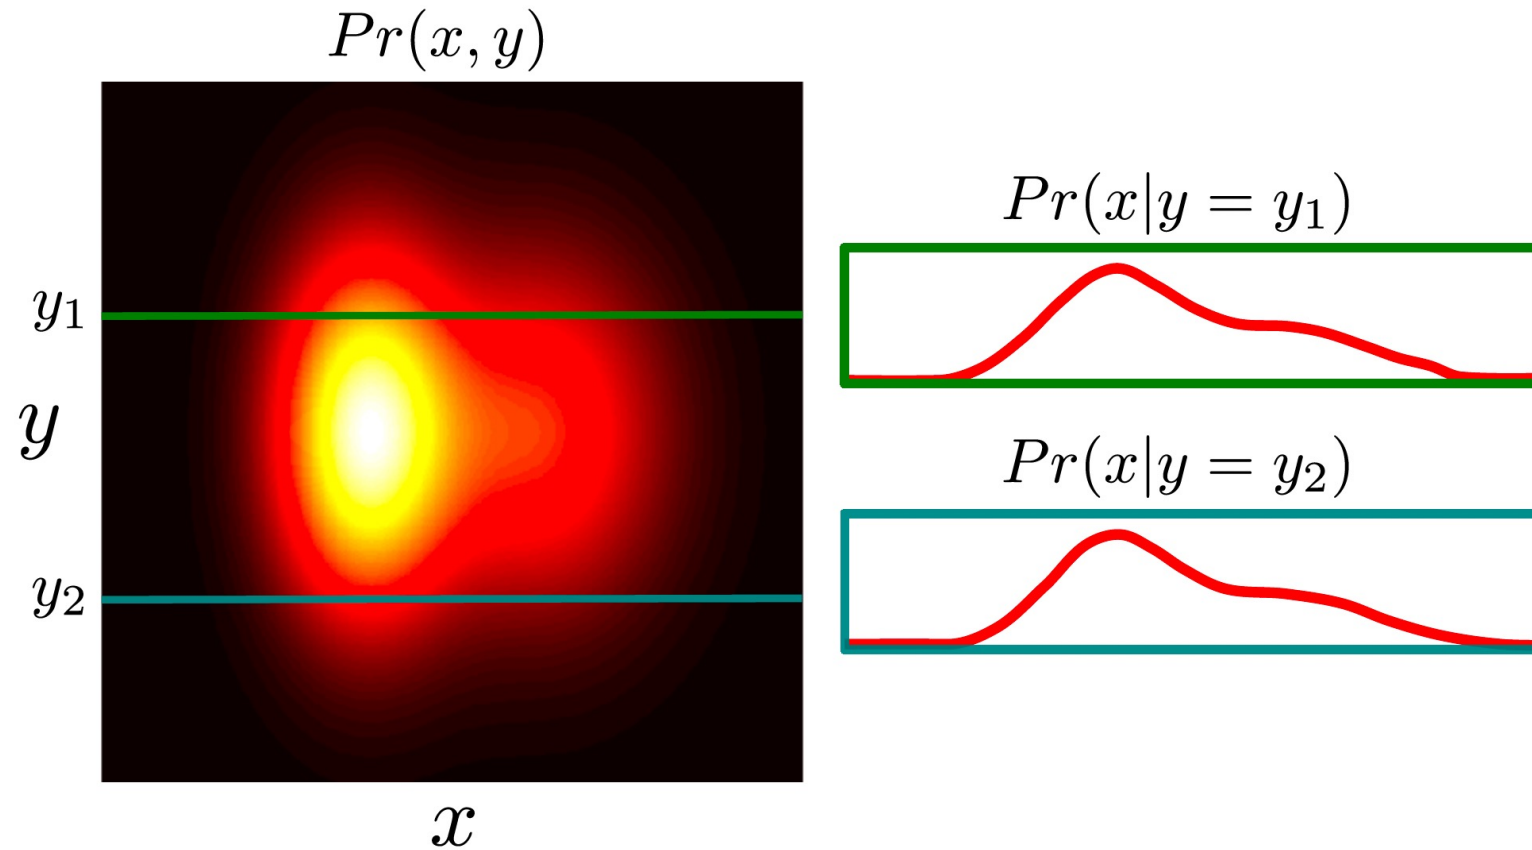 Pr(x, y)
y₁
y
y₂
x
Pr(x|y = y₁)
Pr(x|y = y₂)